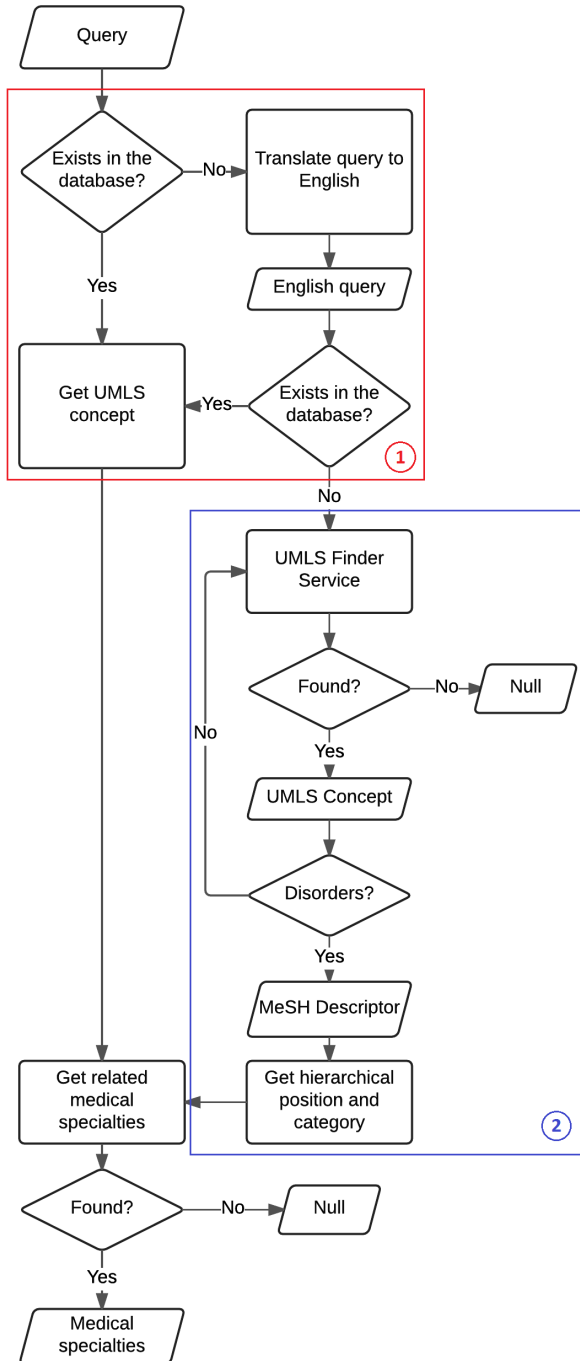 Query
Exists in the
database?
No
Translate query to
English
Yes
English query
Get UMLS
concept
Yes
Exists in the
database?
1
No
UMLS Finder
Service
Found?
No
Null
No
Yes
UMLS Concept
Disorders?
Yes
MeSH Descriptor
Get related
medical
specialties
Get hierarchical
position and
category
2
Found?
No
Null
Yes
Medical
specialties